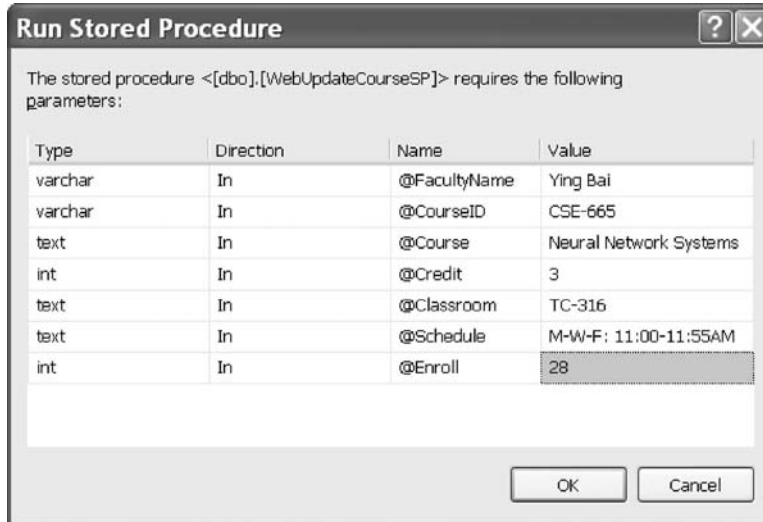 Run Stored Procedure
The stored procedure <[dbo].[WebUpdateCourseSP]> requires the following
parameters:
Type Direction Name Value
varchar In @FacultyName Ying Bai
varchar In @CourseID CSE-665
text In @Course Neural Network Systems
int In @Credit 3
text In @Classroom TC-316
text In @Schedule M-W-F: 11:00-11:55AM
int In @Enroll 28
OK Cancel